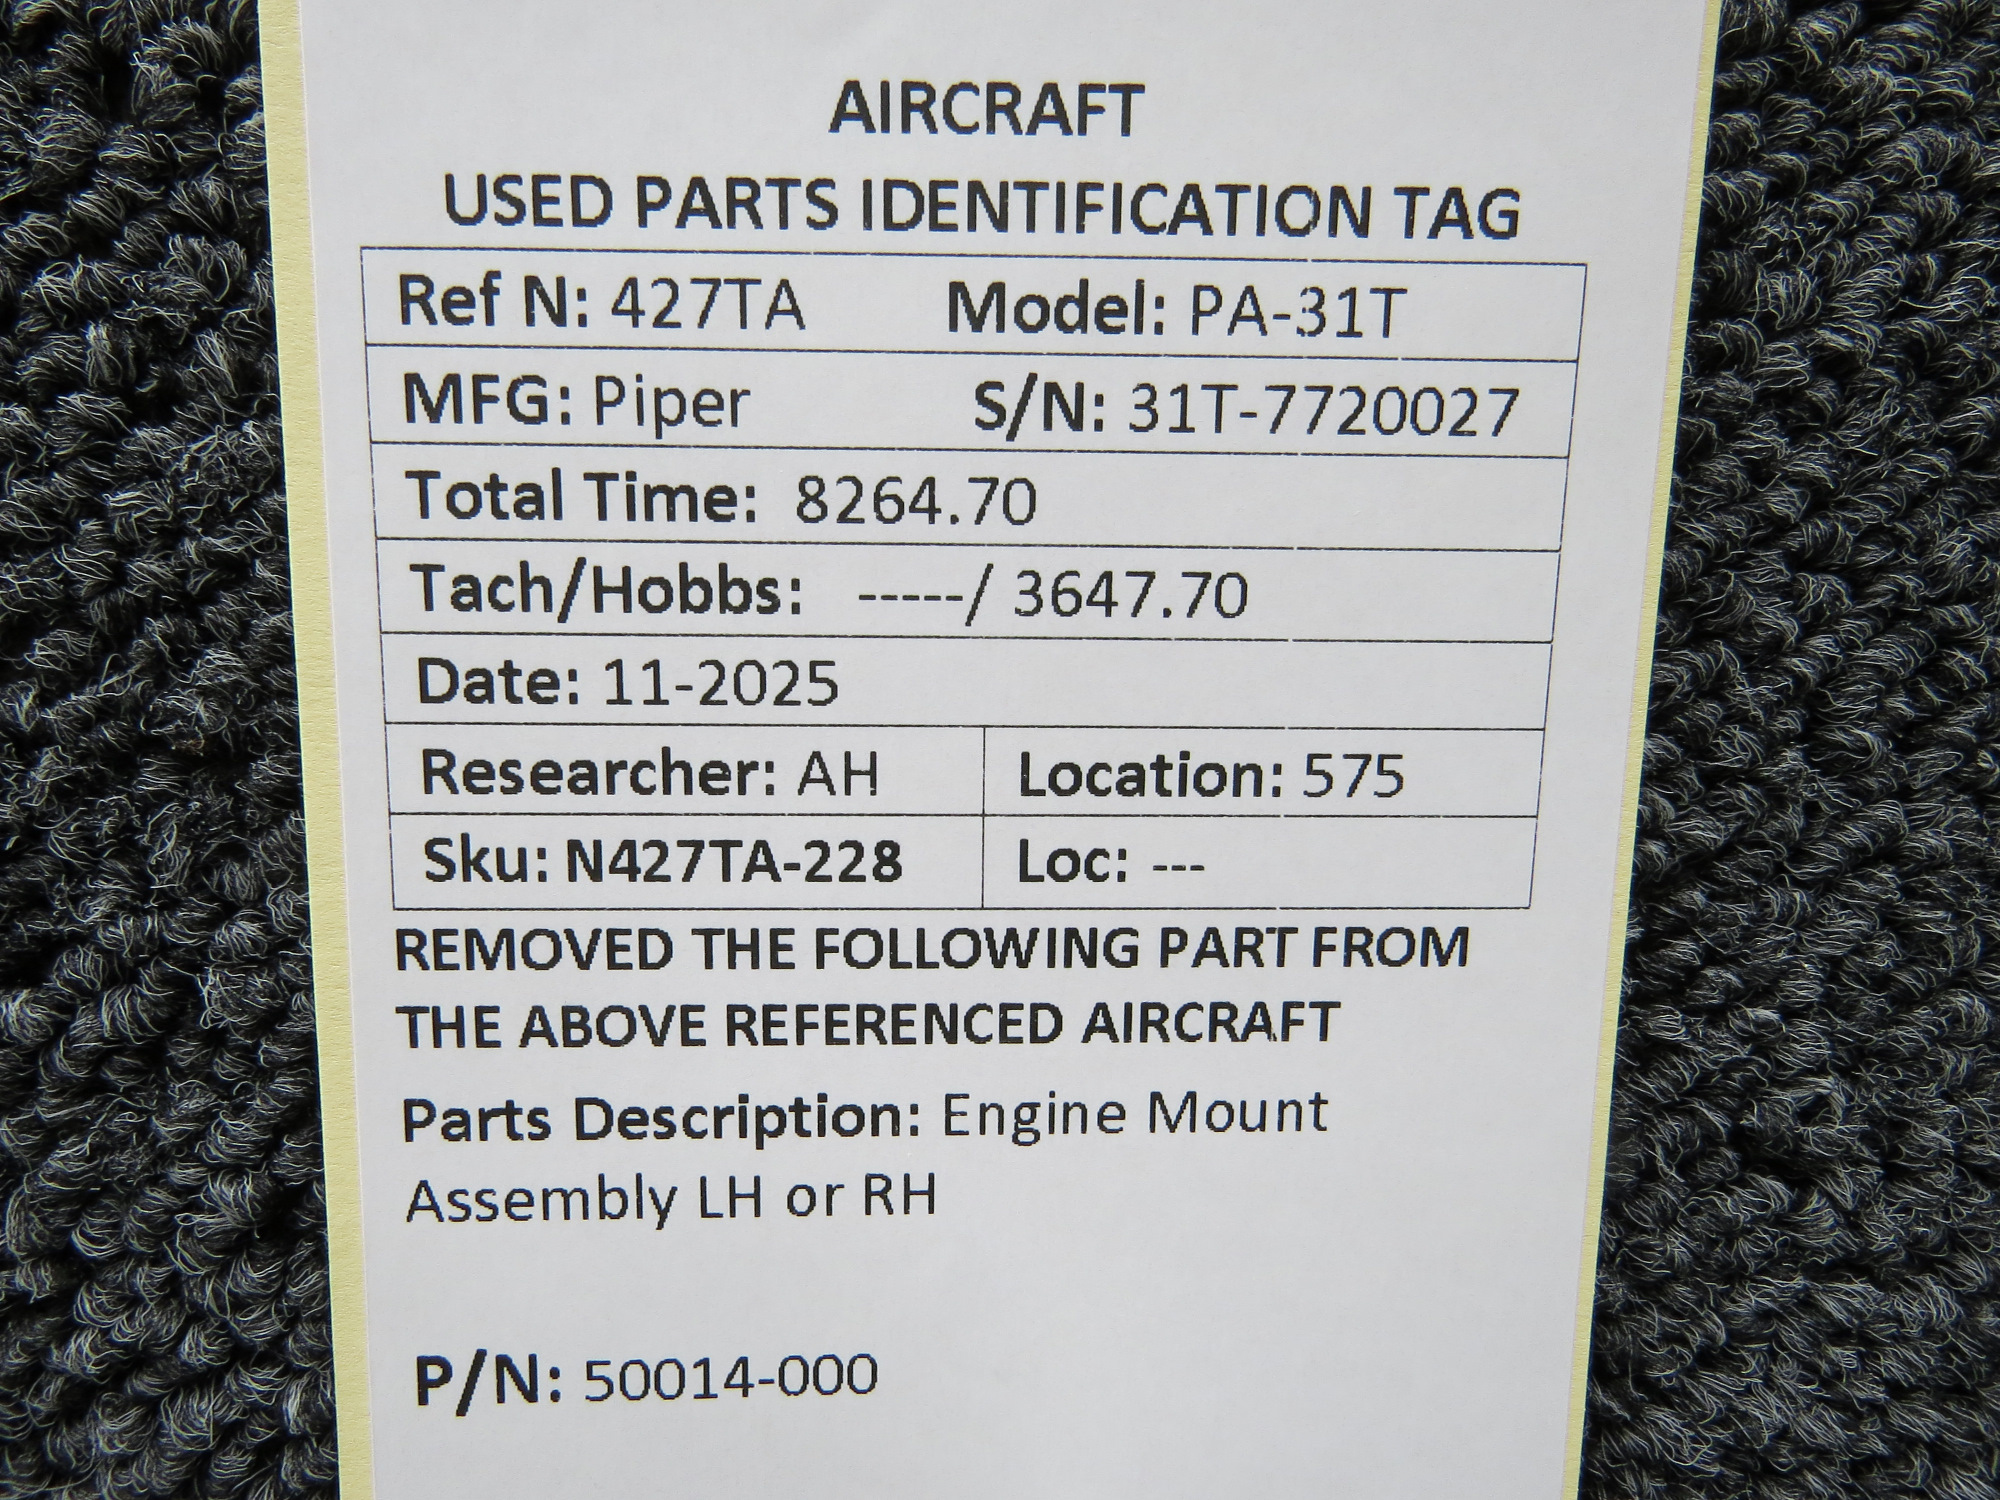 AIRCRAFT
USED PARTS IDENTIFICATION TAG
Ref N: 427TA Model: PA-31T
MFG: Piper S/N: 31T-7720027
Total Time: 8264.70
Tach/Hobbs: -----/ 3647.70
Date: 11-2025
Researcher: AH Location: 575
Sku: N427TA-228 Loc: ---
REMOVED THE FOLLOWING PART FROM
THE ABOVE REFERENCED AIRCRAFT
Parts Description: Engine Mount
Assembly LH or RH
P/N: 50014-000